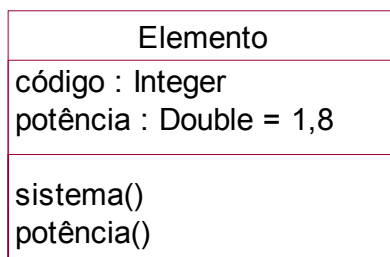 Elemento
código : Integer
potência : Double = 1,8
sistema()
potência()